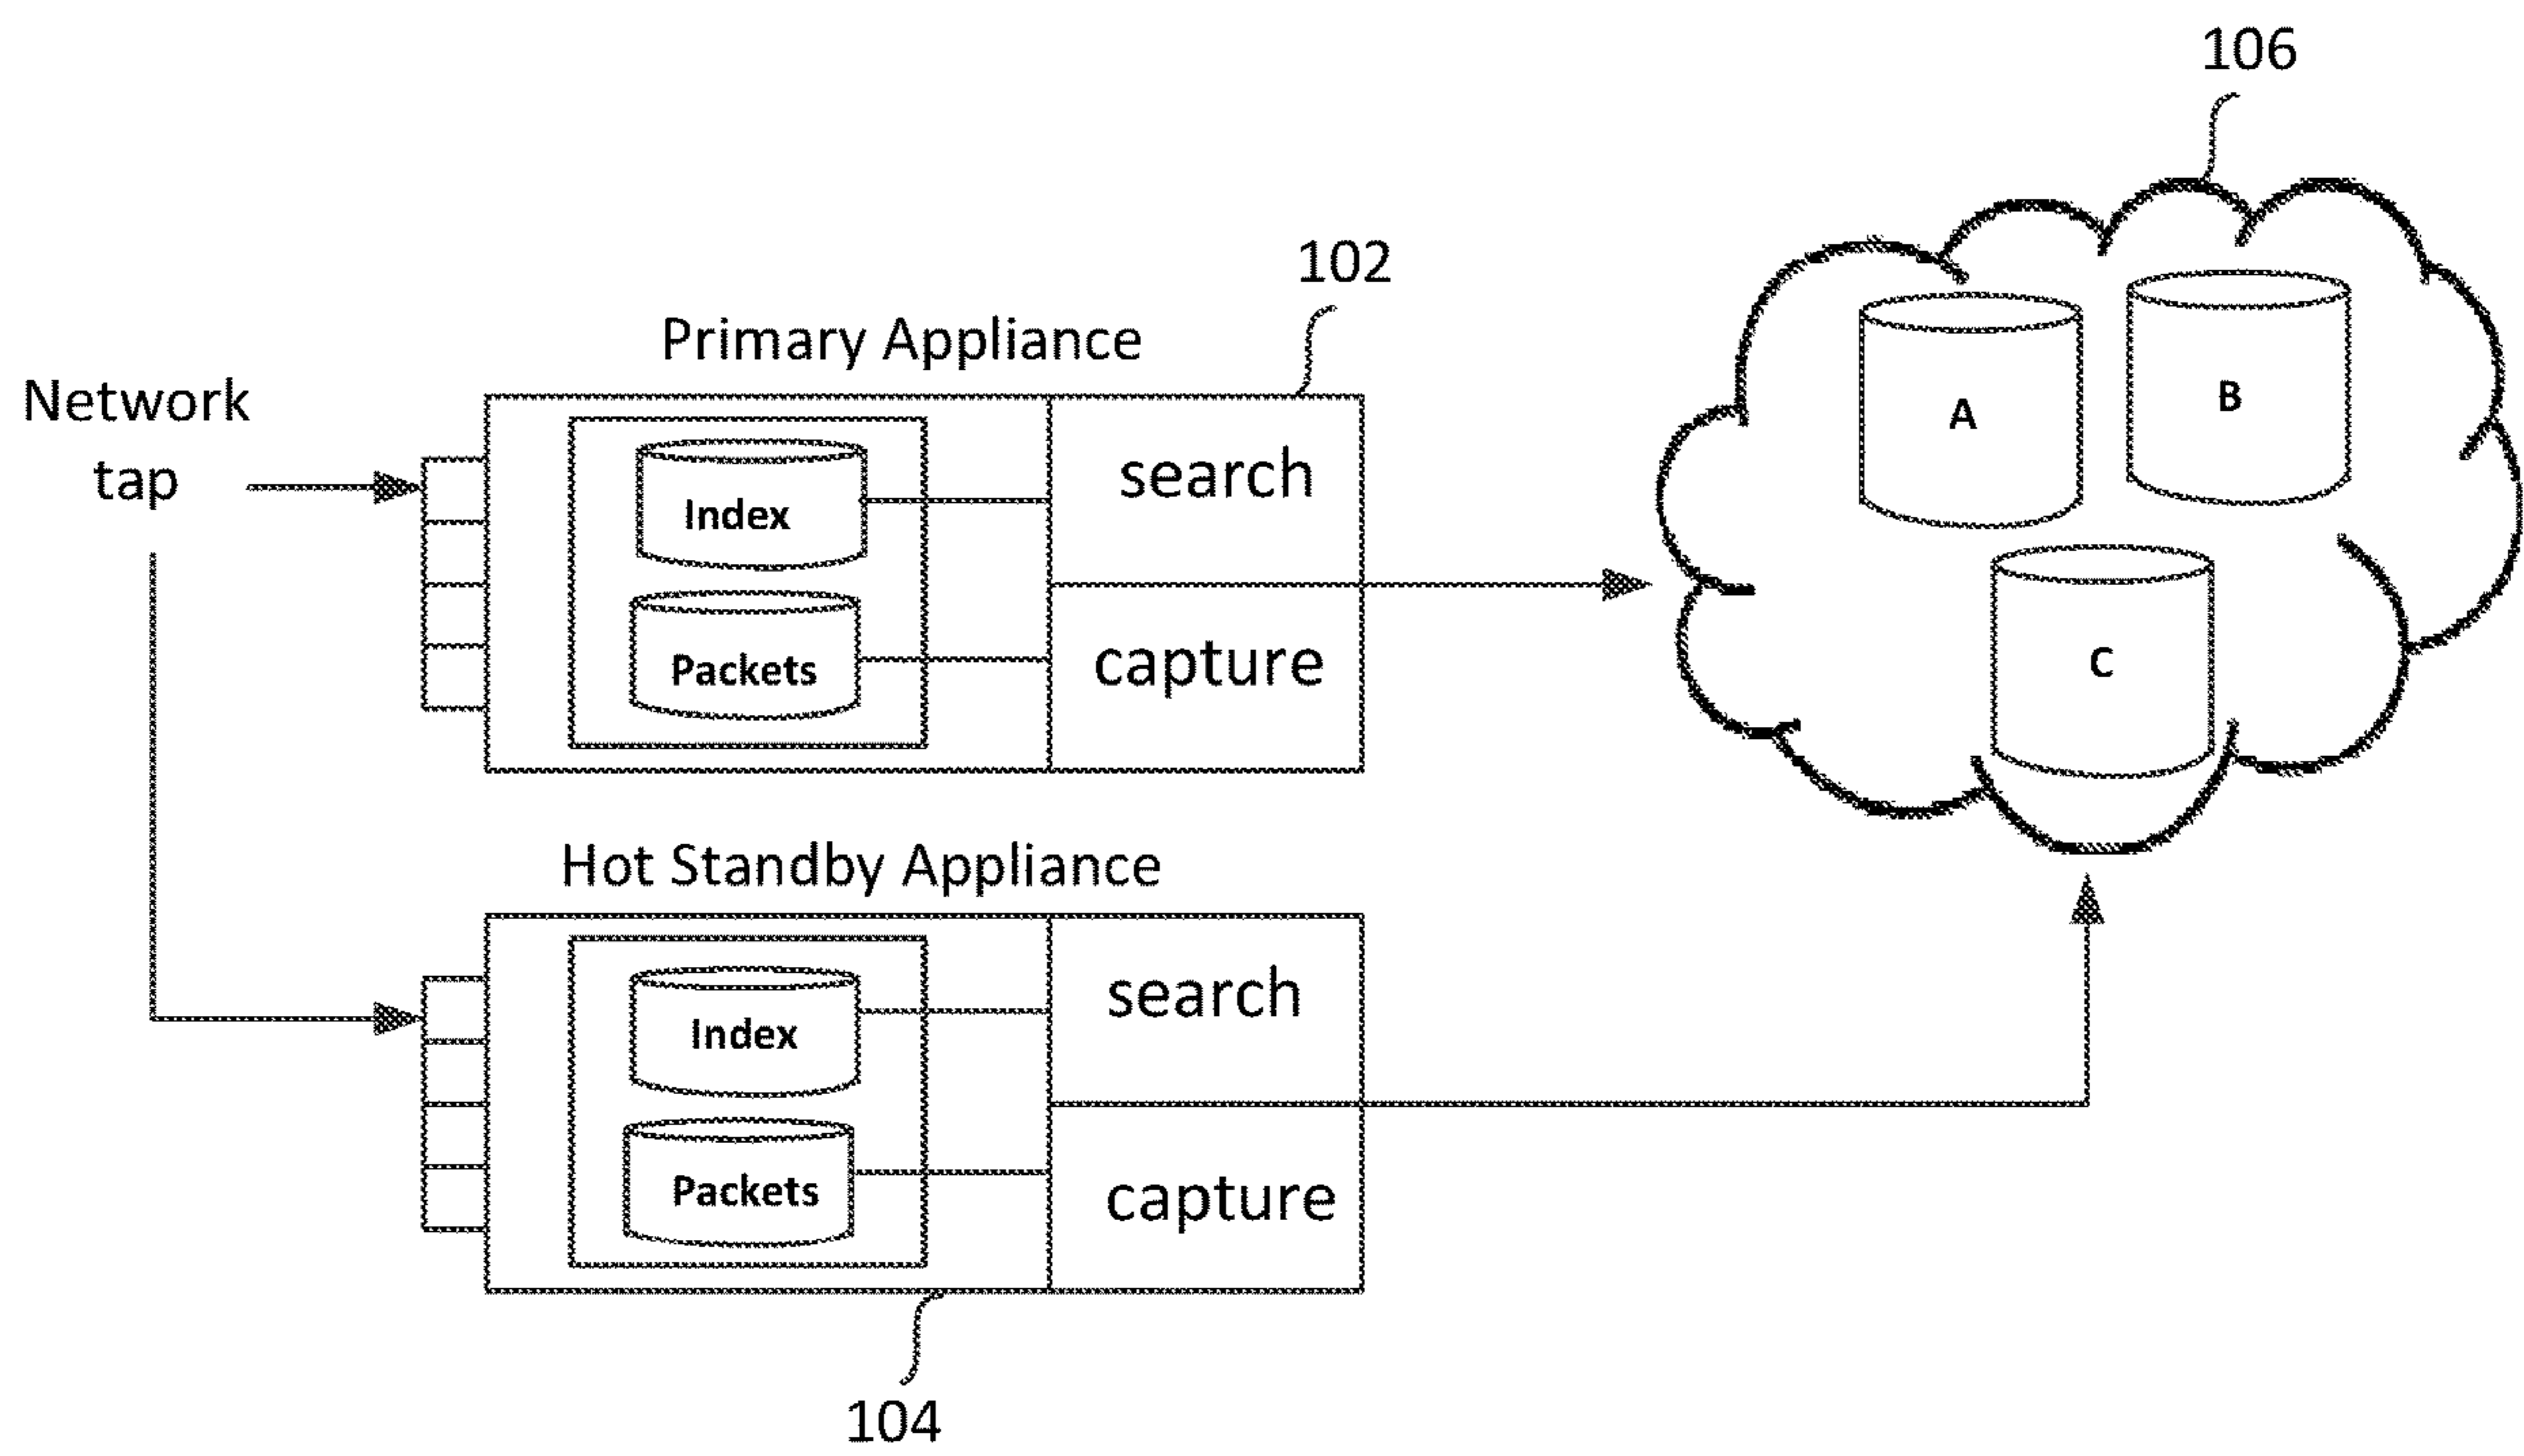 106
102
Primary Appliance
Network
tap
search
Index
capture
Packets
A
B
C
Hot Standby Appliance
search
Index
capture
Packets
104